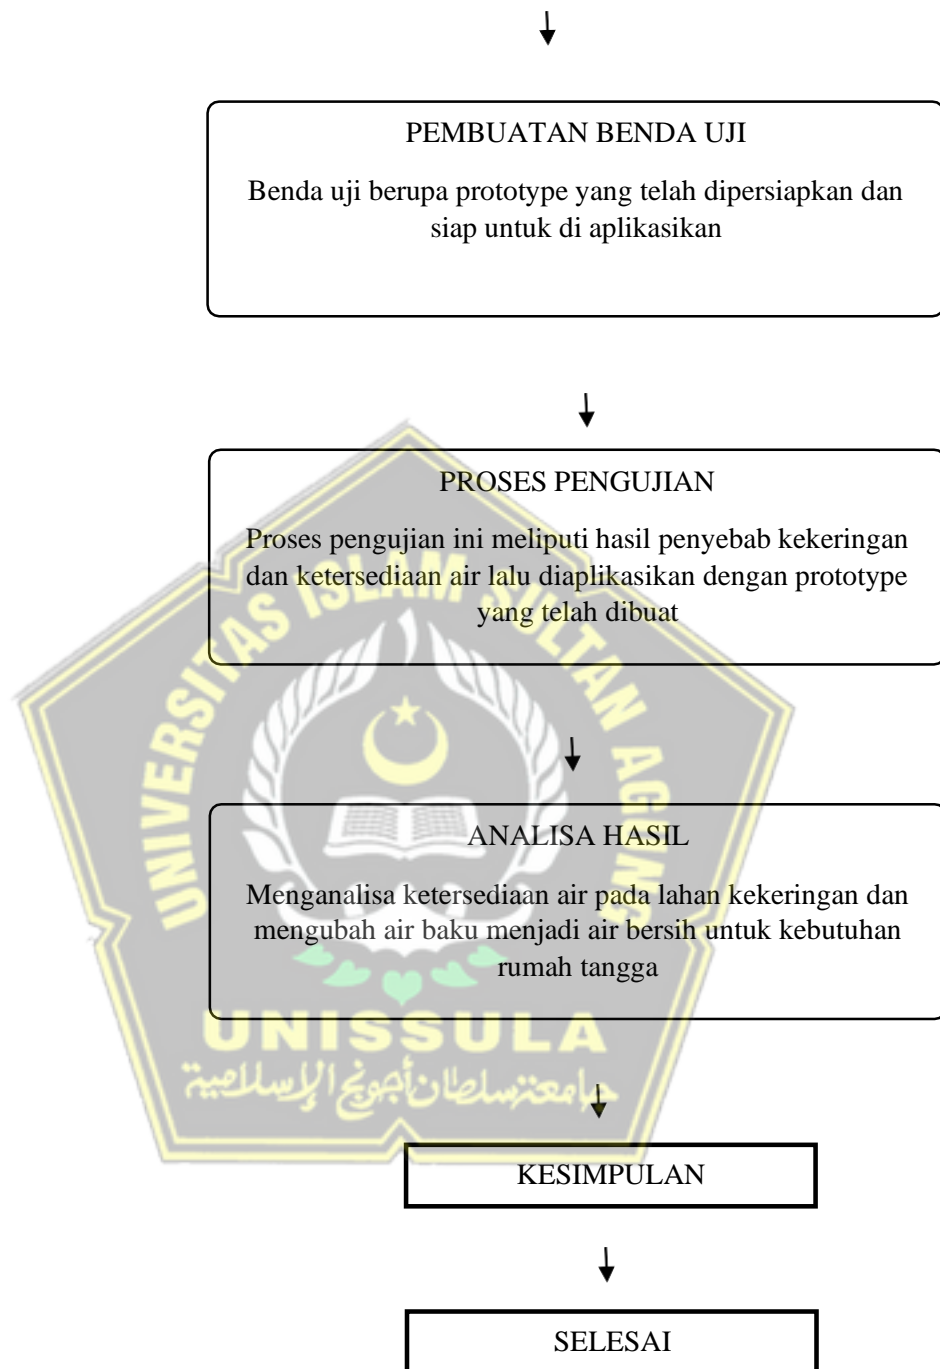 PEMBUATAN BENDA UJI
Benda uji berupa prototype yang telah dipersiapkan dan
siap untuk di aplikasikan
PROSES PENGUJIAN
Proses pengujian ini meliputi hasil penyebab kekeringan
dan ketersediaan air lalu diaplikasikan dengan prototype
yang telah dibuat
UNIVERSITAS ISLAM SULTAN AGUNG
ANALISA HASIL
Menganalisa ketersediaan air pada lahan kekeringan dan
mengubah air baku menjadi air bersih untuk kebutuhan
rumah tangga
UNISSULA
جامعة سلطان أجونج الإسلامية
KESIMPULAN
SELESAI